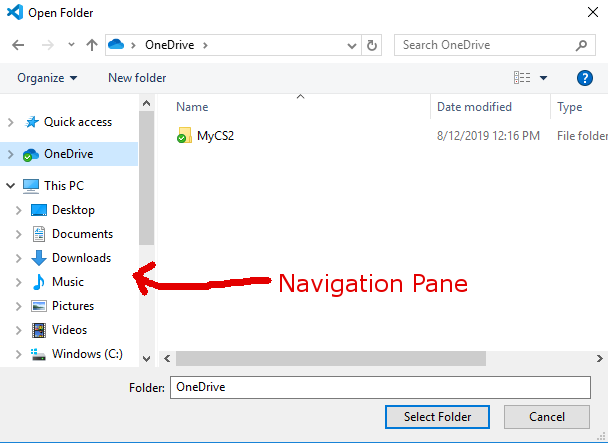 Open Folder
OneDrive
Search OneDrive
Organize
New folder
Name
Date modified
Type
Quick access
OneDrive
This PC
Desktop
Documents
Downloads
Music
Pictures
Videos
Windows (C:)
MyCS2
8/12/2019 12:16 PM
File folder
Navigation Pane
Folder:
OneDrive
Select Folder
Cancel